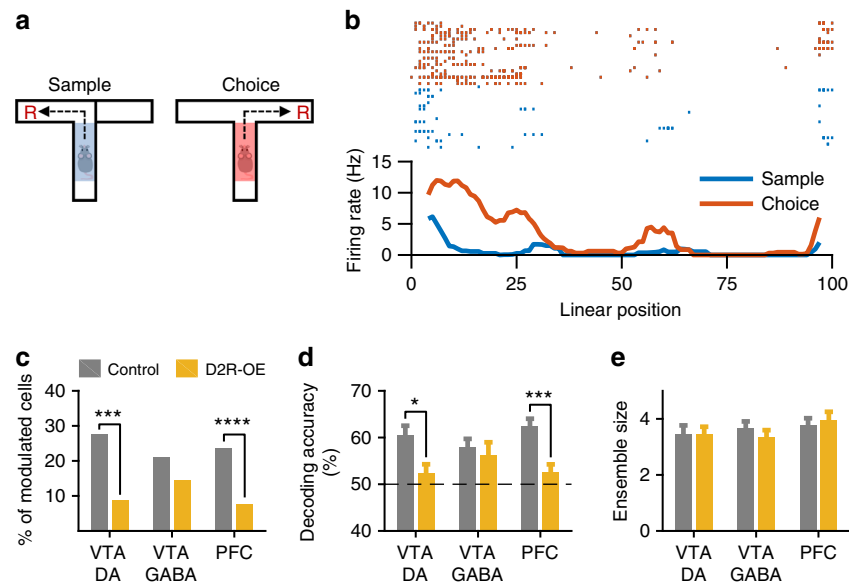 a
Sample
Choice
R
R
b
Firing rate (Hz)
15
10
5
0
Sample
Choice
0
25
50
75
100
Linear position
c
Control
D2R-OE
% of modulated cells
40
30
20
10
***
****
VTA DA
VTA GABA
PFC
d
Decoding accuracy (%)
70
60
50
40
*
***
VTA DA
VTA GABA
PFC
e
Ensemble size
6
4
2
0
VTA DA
VTA GABA
PFC